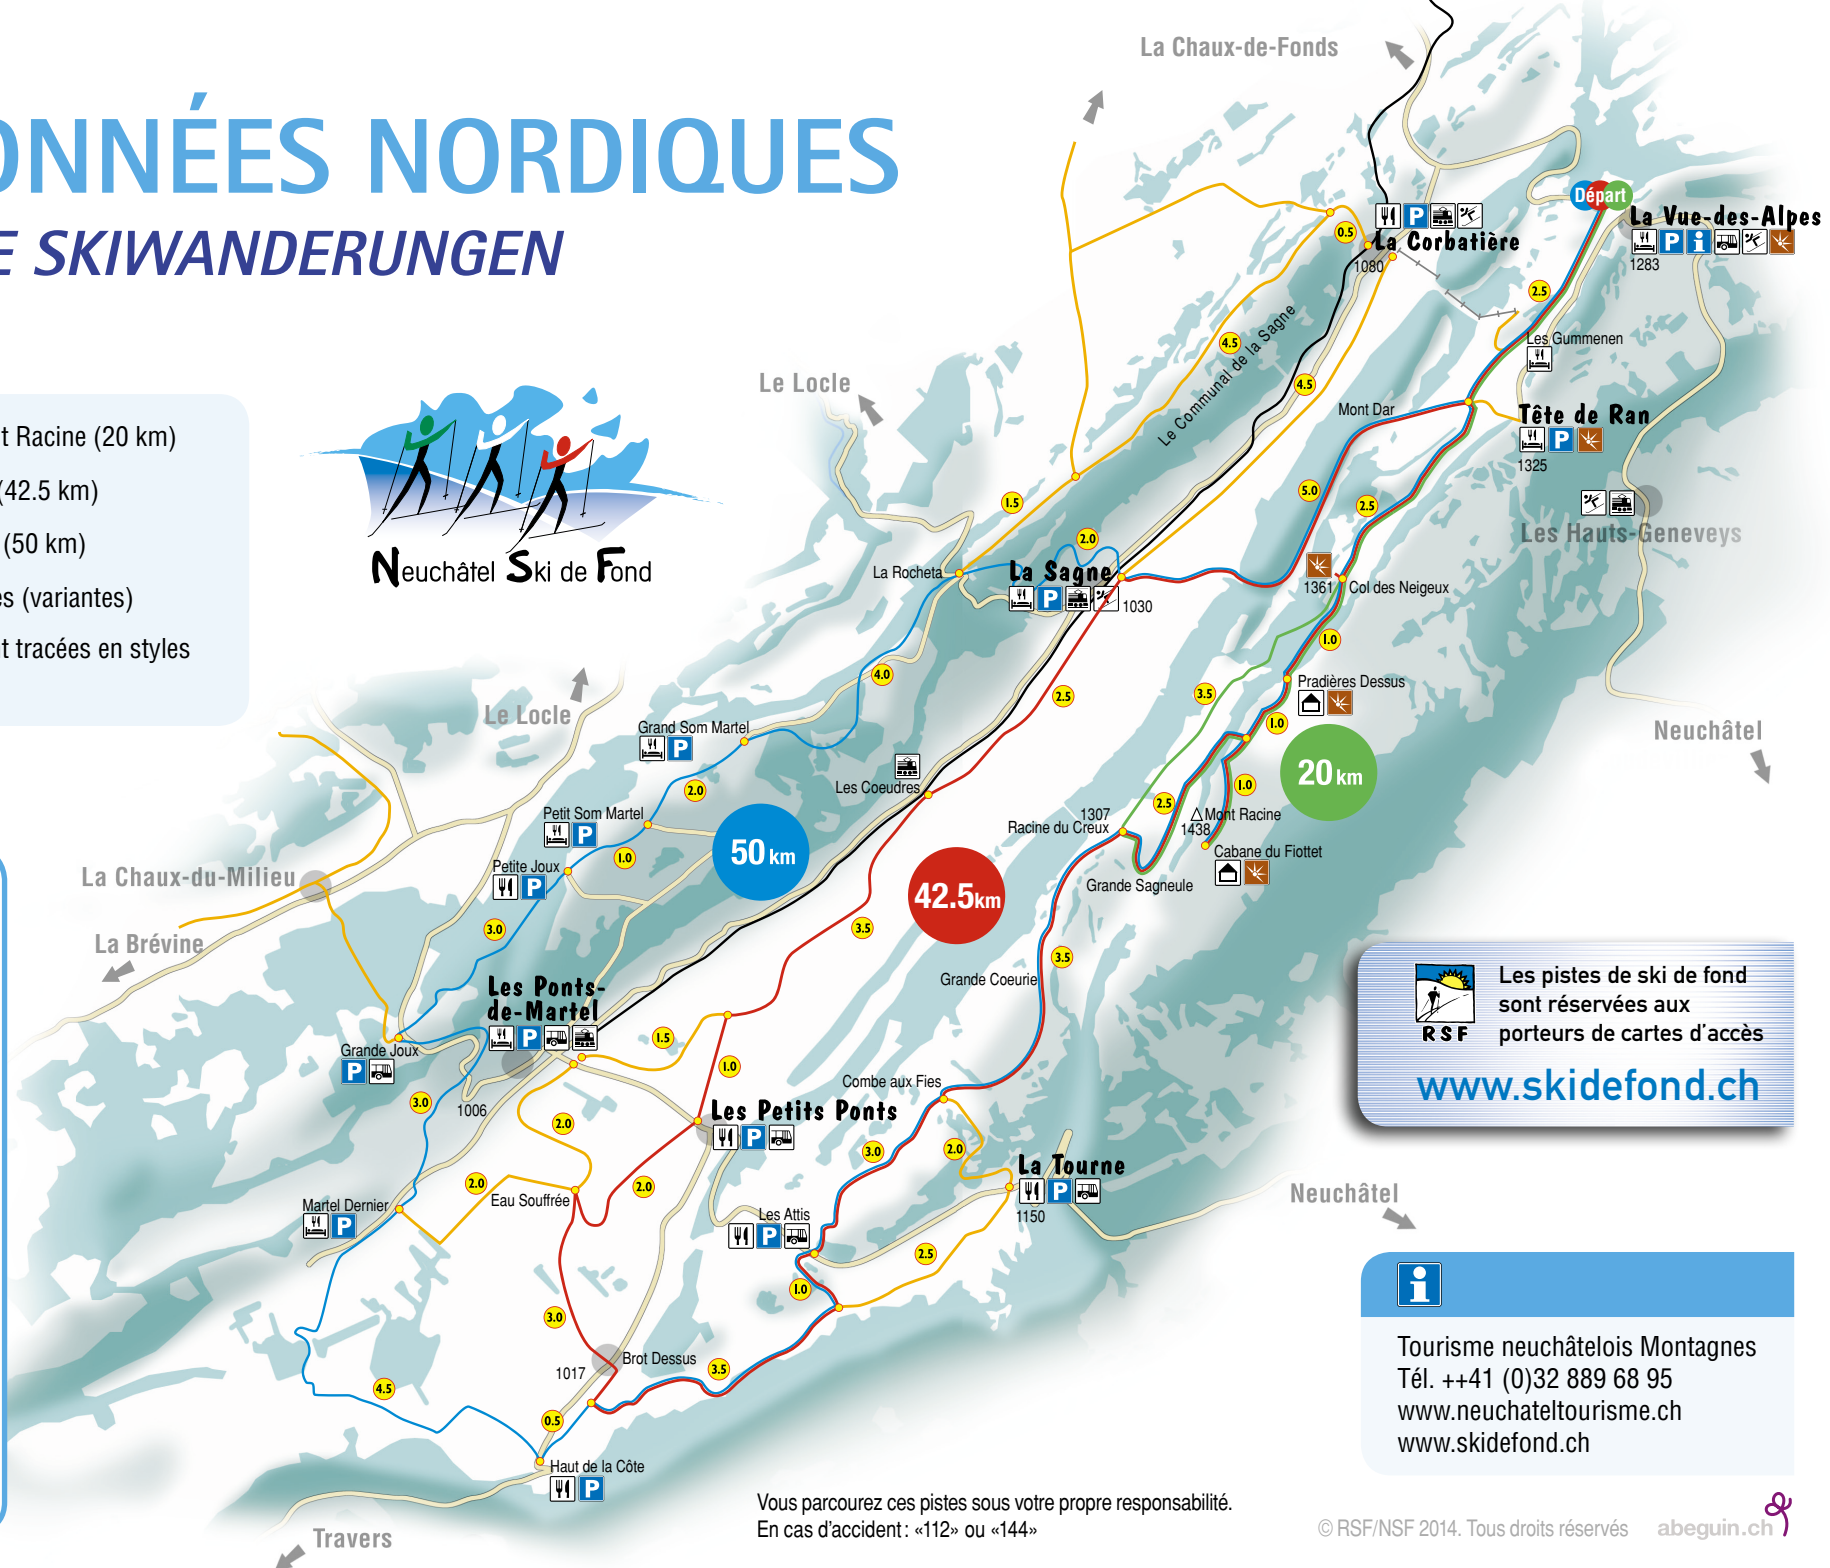 ONNÉES NORDIQUES
E SKIWANDERUNGEN
t Racine (20 km)
(42.5 km)
(50 km)
es (variantes)
t tracées en styles
Neuchâtel Ski de Fond
La Chaux-de-Fonds
Départ
La Vue-des-Alpes
P i
1283
P
La Corbatière
1080
0.5
2.5
Les Gummenen
Le Communal de la Sagne
4.5
4.5
Le Locle
Mont Dar
Tête de Ran
P
1325
Les Hauts-Geneveys
5.0
2.5
1.5
2.0
La Rocheta
La Sagne
P
1030
1361
Col des Neigeux
1.0
4.0
2.5
3.5
Pradières Dessus
1.0
Le Locle
Grand Som Martel
P
Neuchâtel
20 km
2.0
Les Coeudres
1.0
2.5
Mont Racine
1438
1307
Racine du Creux
Petit Som Martel
P
50 km
1.0
Cabane du Fiottet
Petite Joux
P
Grande Sagneule
La Chaux-du-Milieu
42.5km
3.0
3.5
La Brévine
3.5
Grande Coeurie
Les Ponts-
de-Martel
P
1.5
Grande Joux
P
1.0
3.0
1006
Combe aux Fies
Les Petits Ponts
P
2.0
3.0
2.0
La Tourne
P
1150
2.0
2.0
Eau Souffrée
Martel Dernier
P
Les Attis
P
2.5
1.0
3.0
Brot Dessus
1017
3.5
4.5
0.5
Haut de la Côte
P
Travers
Neuchâtel
RSF
Les pistes de ski de fond
sont réservées aux
porteurs de cartes d'accès
www.skidefond.ch
i
Tourisme neuchâtelois Montagnes
Tél. ++41 (0)32 889 68 95
www.neuchateltourisme.ch
www.skidefond.ch
Vous parcourez ces pistes sous votre propre responsabilité.
En cas d'accident : «112» ou «144»
© RSF/NSF 2014. Tous droits réservés
abeguin.ch